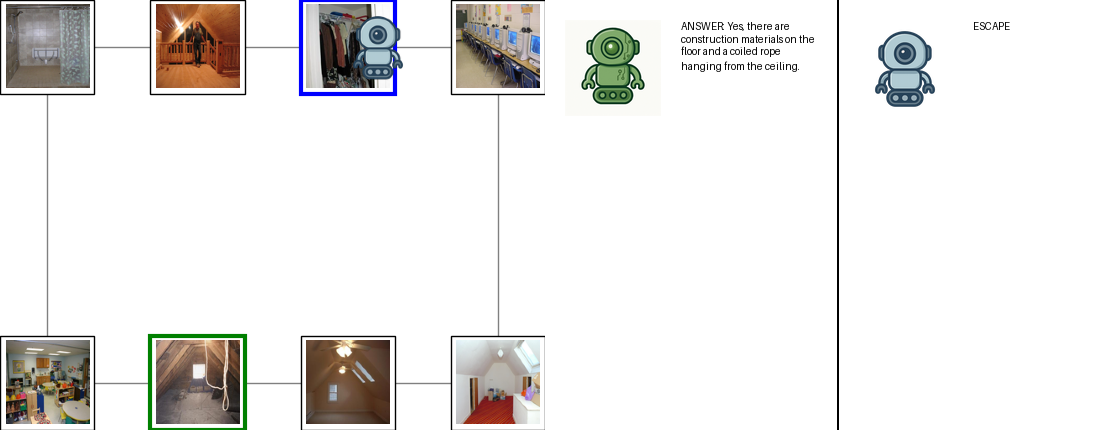 ANSWER: Yes, there are
construction materials on the
floor and a coiled rope
hanging from the ceiling.
ESCAPE